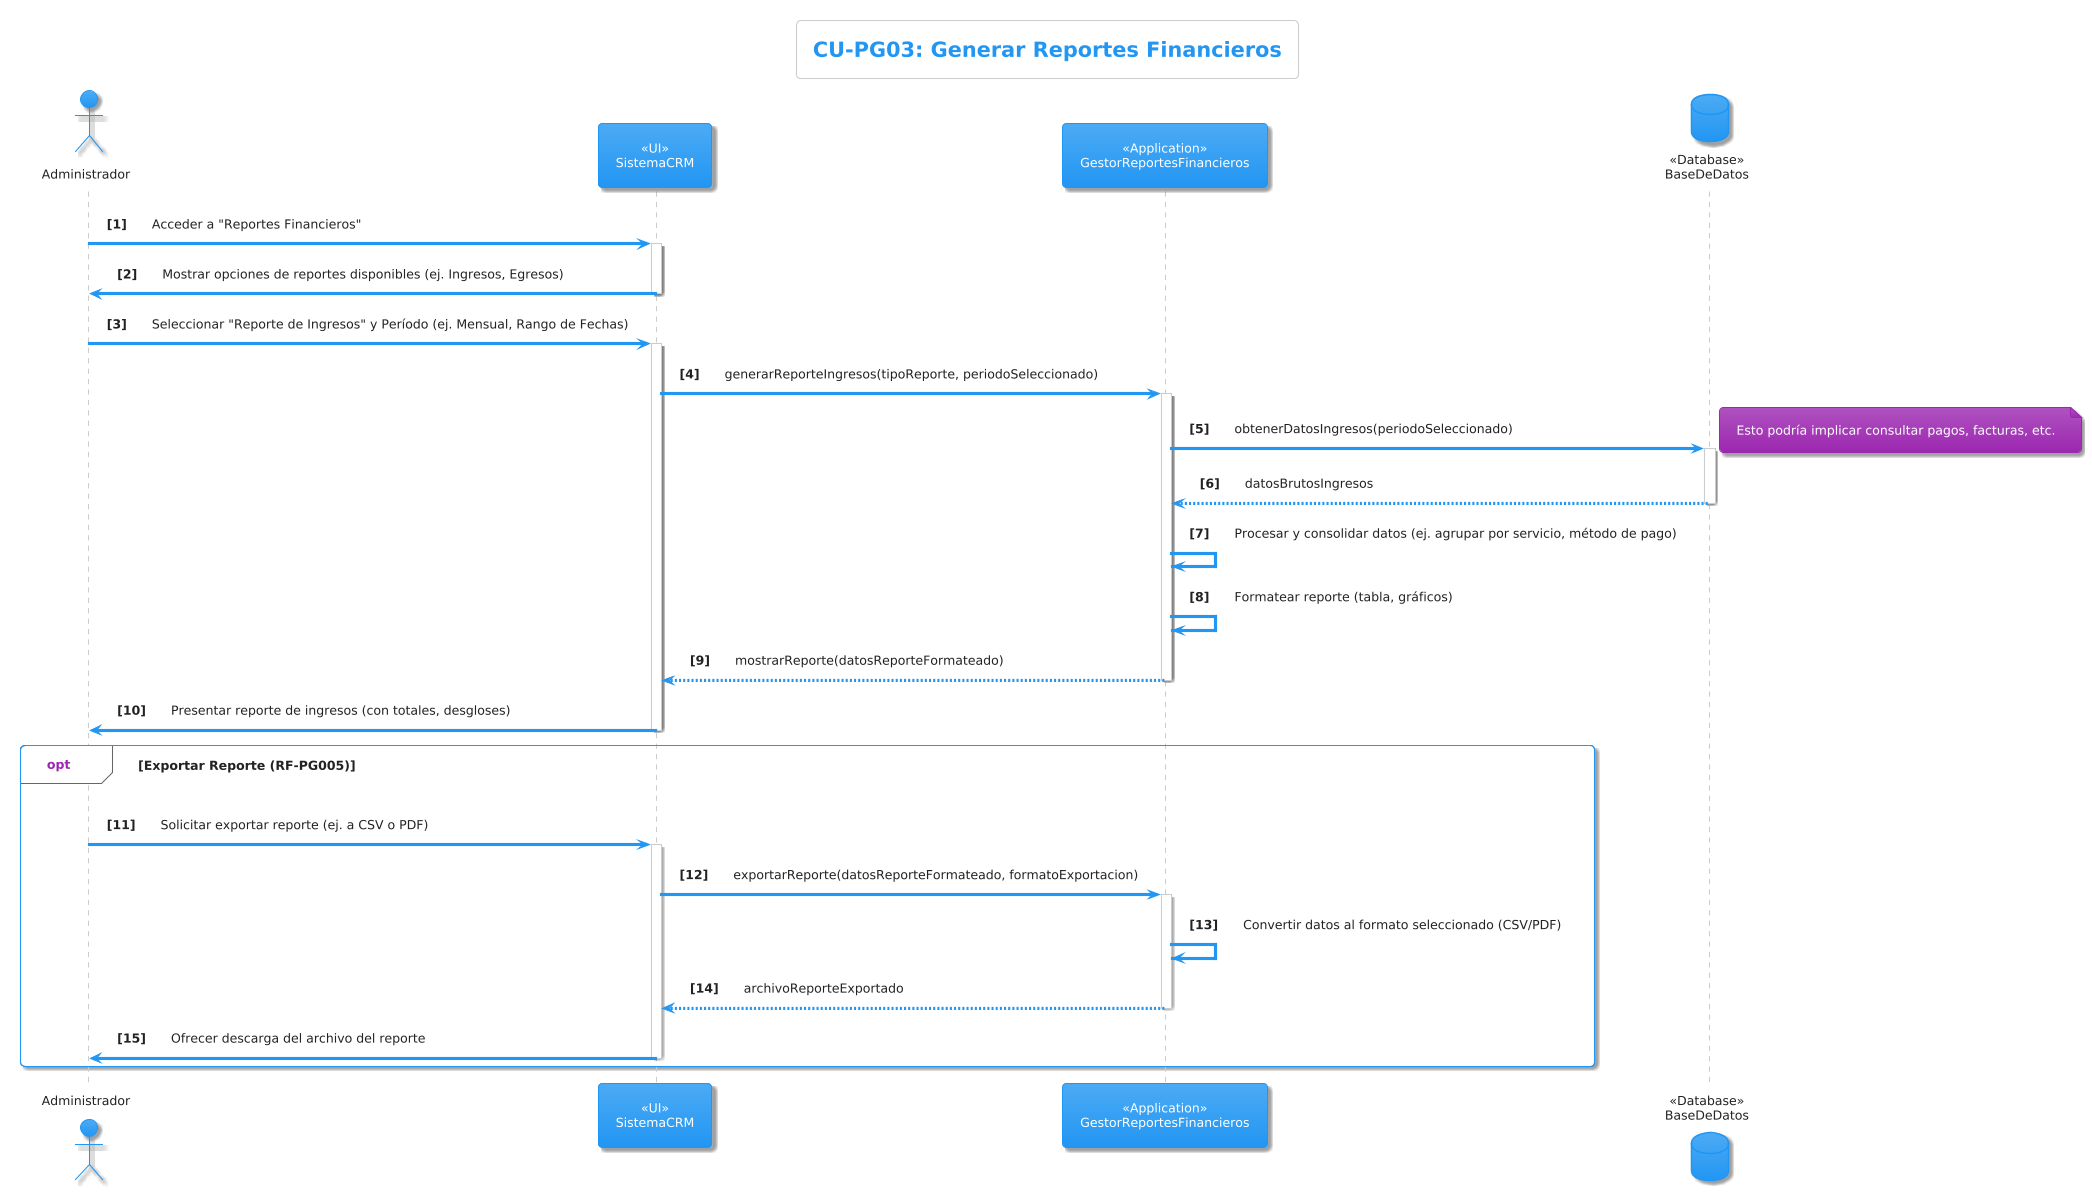 CU-PG03: Generar Reportes Financieros
Administrador
«UI»
SistemaCRM
«Application»
GestorReportesFinancieros
«Database»
BaseDeDatos
[1] Acceder a "Reportes Financieros"
[2] Mostrar opciones de reportes disponibles (ej. Ingresos, Egresos)
[3] Seleccionar "Reporte de Ingresos" y Período (ej. Mensual, Rango de Fechas)
[4] generarReporteIngresos(tipoReporte, periodoSeleccionado)
[5] obtenerDatosIngresos(periodoSeleccionado)
Esto podría implicar consultar pagos, facturas, etc.
[6] datosBrutosIngresos
[7] Procesar y consolidar datos (ej. agrupar por servicio, método de pago)
[8] Formatear reporte (tabla, gráficos)
[9] mostrarReporte(datosReporteFormateado)
[10] Presentar reporte de ingresos (con totales, desgloses)
opt [Exportar Reporte (RF-PG005)]
[11] Solicitar exportar reporte (ej. a CSV o PDF)
[12] exportarReporte(datosReporteFormateado, formatoExportacion)
[13] Convertir datos al formato seleccionado (CSV/PDF)
[14] archivoReporteExportado
[15] Ofrecer descarga del archivo del reporte
Administrador
«UI»
SistemaCRM
«Application»
GestorReportesFinancieros
«Database»
BaseDeDatos